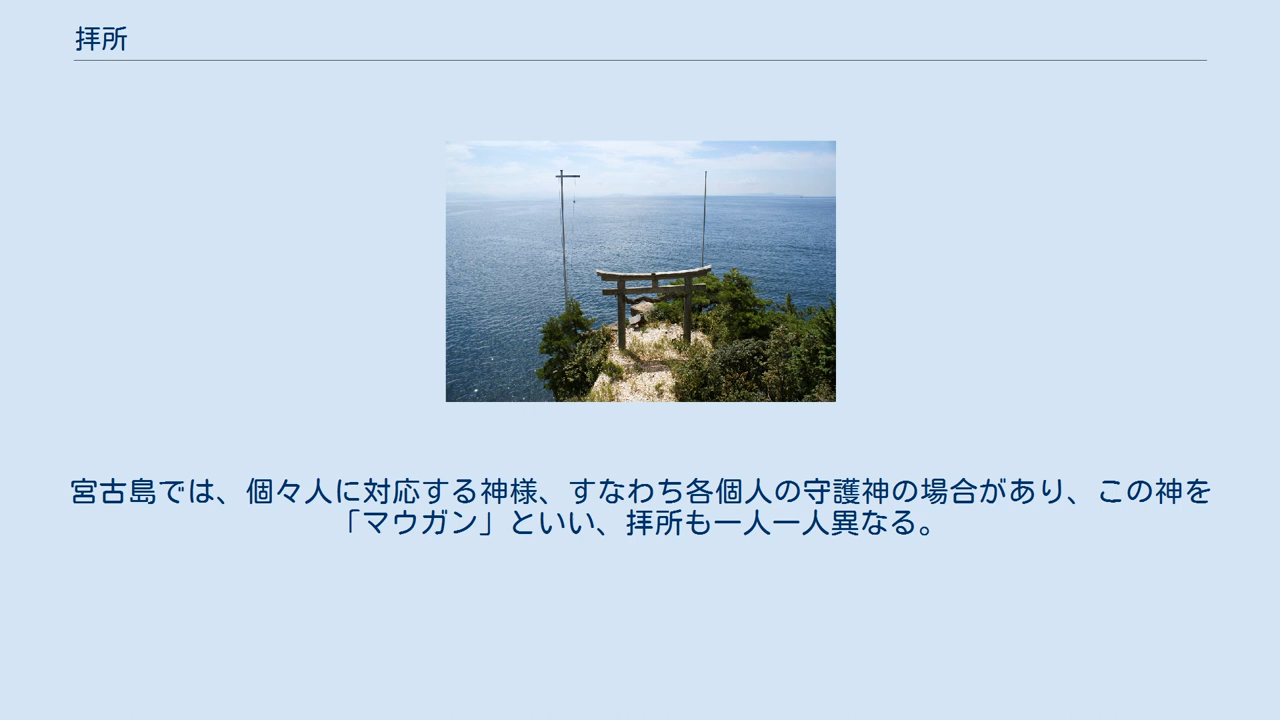 拝所
宮古島では、個々人に対応する神様、すなわち各個人の守護神の場合があり、この神を
「マウガン」といい、拝所も一人一人異なる。